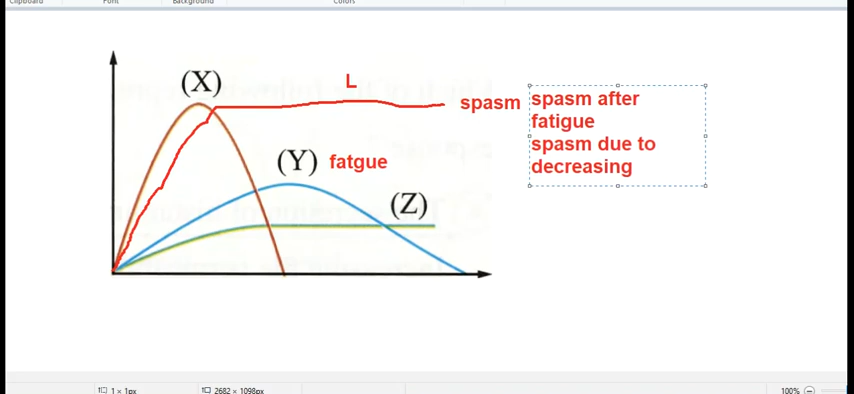 Clipboard
Font
Background
Colors
(X)
L
spasm
spasm after
fatigue
spasm due to
decreasing
(Y) fatgue
(Z)
1 × 1px
2682 × 1098px
100%